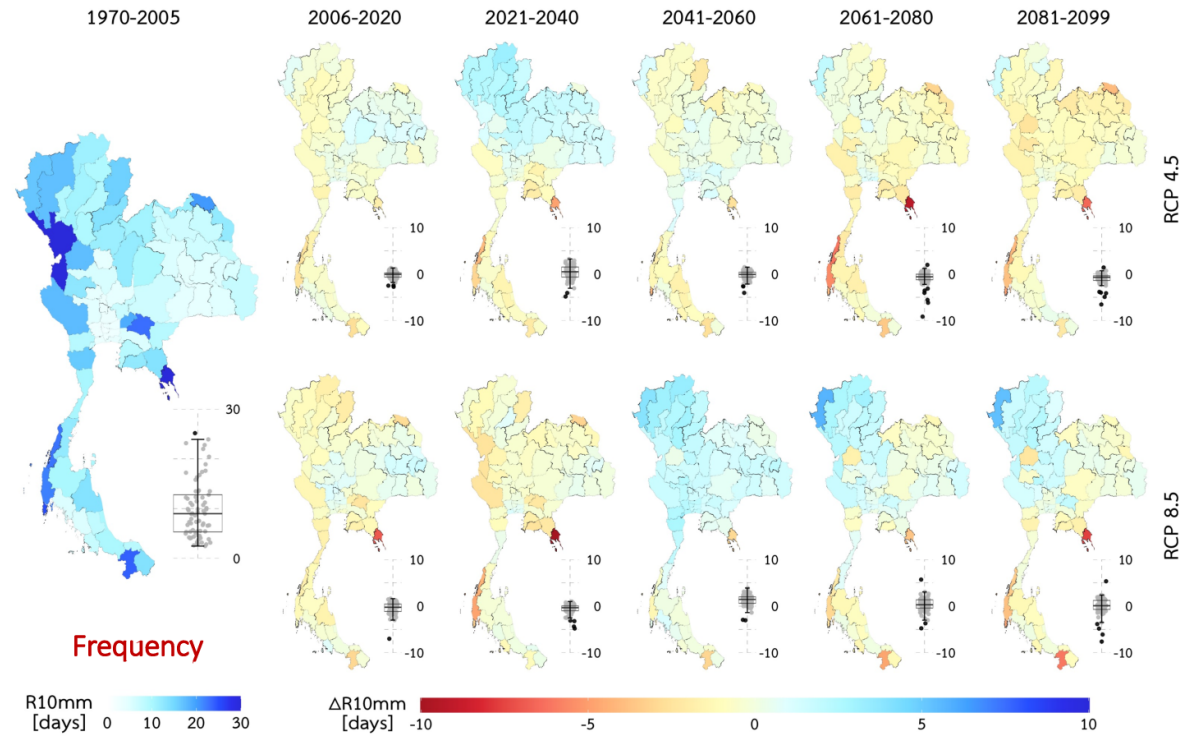 1970-2005 2006-2020 2021-2040 2041-2060 2061-2080 2081-2099
RCP 4.5
10 10 10 10 10
0 0 0 0 0
-10 -10 -10 -10 -10
30
0
RCP 8.5
10 10 10 10 10
0 0 0 0 0
-10 -10 -10 -10 -10
Frequency
R10mm
[days] 0 10 20 30
ΔR10mm
[days] -10 -5 0 5 10